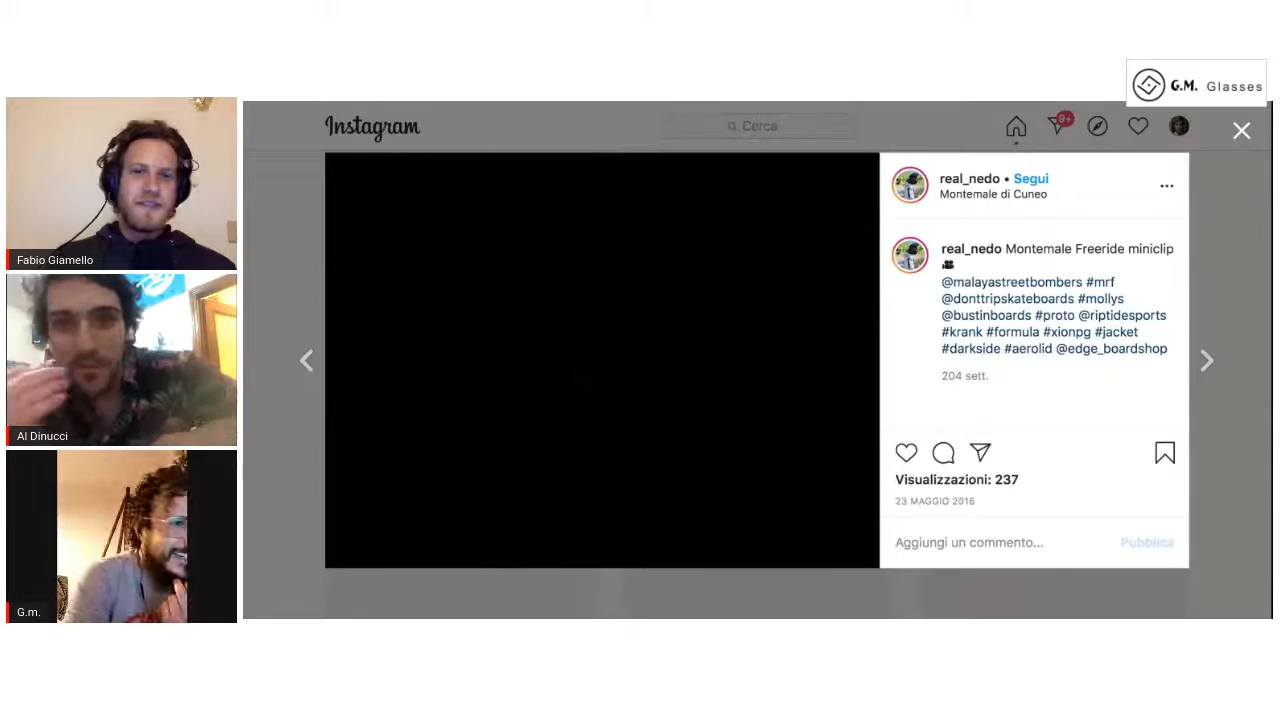 G.M. Glasses
Instagram
Cerca
9+
real_nedo • Segui
Montemale di Cuneo
real_nedo Montemale Freeride miniclip
@malayastreetbombers #mrf
@donttripskateboards #mollys
@bustinboards #proto @riptidesports
#krank #formula #xionpg #jacket
#darkside #aerolid @edge_boardshop
204 sett.
Visualizzazioni: 237
23 MAGGIO 2016
Aggiungi un commento...
Pubblica
Fabio Giamello
Al Dinucci
G.m.